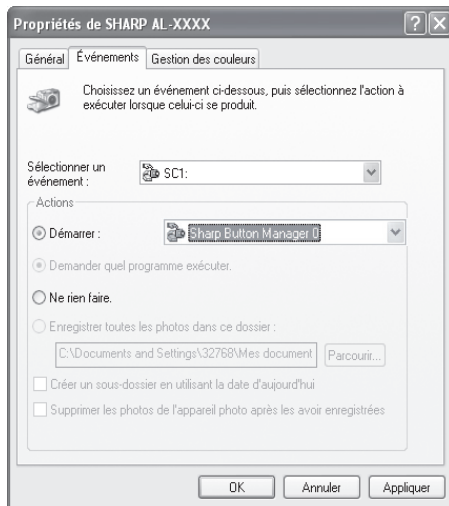 Propriétés de SHARP AL-XXXX
Général
Événements
Gestion des couleurs
Choisissez un événement ci-dessous, puis sélectionnez l'action à
exécuter lorsque celui-ci se produit.
Sélectionner un
événement :
SC1:
Actions
Démarrer :
Sharp Button Manager 0
Demander quel programme exécuter.
Ne rien faire.
Enregistrer toutes les photos dans ce dossier :
C:\Documents and Settings\32768\Mes document
Parcourir...
Créer un sous-dossier en utilisant la date d'aujourd'hui
Supprimer les photos de l'appareil photo après les avoir enregistrées
OK
Annuler
Appliquer